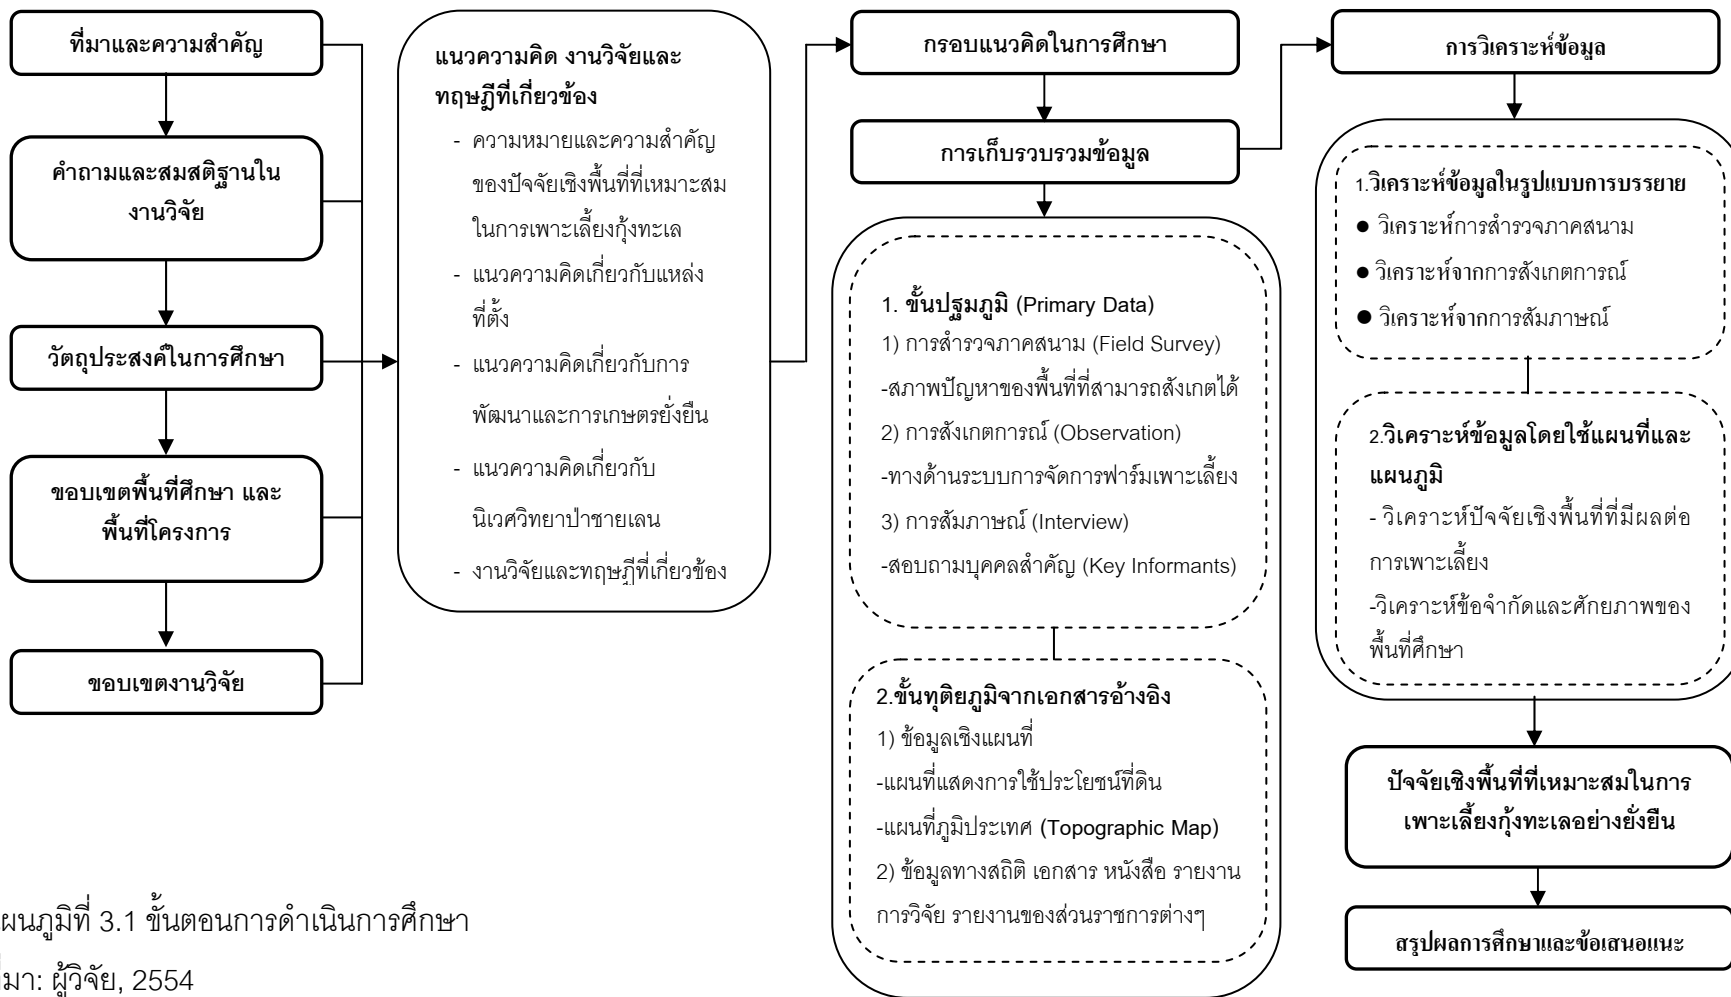 ที่มาและความสำคัญ
คำถามและสมสติฐานใน
งานวิจัย
วัตถุประสงค์ในการศึกษา
ขอบเขตพื้นที่ศึกษา และ
พื้นที่โครงการ
ขอบเขตงานวิจัย
แนวความคิด งานวิจัยและ
ทฤษฎีที่เกี่ยวข้อง
- ความหมายและความสำคัญ
ของปัจจัยเชิงพื้นที่ที่เหมาะสม
ในการเพาะเลี้ยงกุ้งทะเล
- แนวความคิดเกี่ยวกับแหล่ง
ที่ตั้ง
- แนวความคิดเกี่ยวกับการ
พัฒนาและการเกษตรยั่งยืน
- แนวความคิดเกี่ยวกับ
นิเวศวิทยาป่าชายเลน
- งานวิจัยและทฤษฎีที่เกี่ยวข้อง
กรอบแนวคิดในการศึกษา
การเก็บรวบรวมข้อมูล
1. ขั้นปฐมภูมิ (Primary Data)
1) การสำรวจภาคสนาม (Field Survey)
-สภาพปัญหาของพื้นที่ที่สามารถสังเกตได้
2) การสังเกตการณ์ (Observation)
-ทางด้านระบบการจัดการฟาร์มเพาะเลี้ยง
3) การสัมภาษณ์ (Interview)
-สอบถามบุคคลสำคัญ (Key Informants)
2.ขั้นทุติยภูมิจากเอกสารอ้างอิง
1) ข้อมูลเชิงแผนที่
-แผนที่แสดงการใช้ประโยชน์ที่ดิน
-แผนที่ภูมิประเทศ (Topographic Map)
2) ข้อมูลทางสถิติ เอกสาร หนังสือ รายงาน
การวิจัย รายงานของส่วนราชการต่างๆ
การวิเคราะห์ข้อมูล
1.วิเคราะห์ข้อมูลในรูปแบบการบรรยาย
● วิเคราะห์การสำรวจภาคสนาม
● วิเคราะห์จากการสังเกตการณ์
● วิเคราะห์จากการสัมภาษณ์
2.วิเคราะห์ข้อมูลโดยใช้แผนที่และ
แผนภูมิ
- วิเคราะห์ปัจจัยเชิงพื้นที่ที่มีผลต่อ
การเพาะเลี้ยง
-วิเคราะห์ข้อจำกัดและศักยภาพของ
พื้นที่ศึกษา
ปัจจัยเชิงพื้นที่ที่เหมาะสมในการ
เพาะเลี้ยงกุ้งทะเลอย่างยั่งยืน
สรุปผลการศึกษาและข้อเสนอแนะ
ผนภูมิที่ 3.1 ขั้นตอนการดำเนินการศึกษา
มา: ผู้วิจัย, 2554